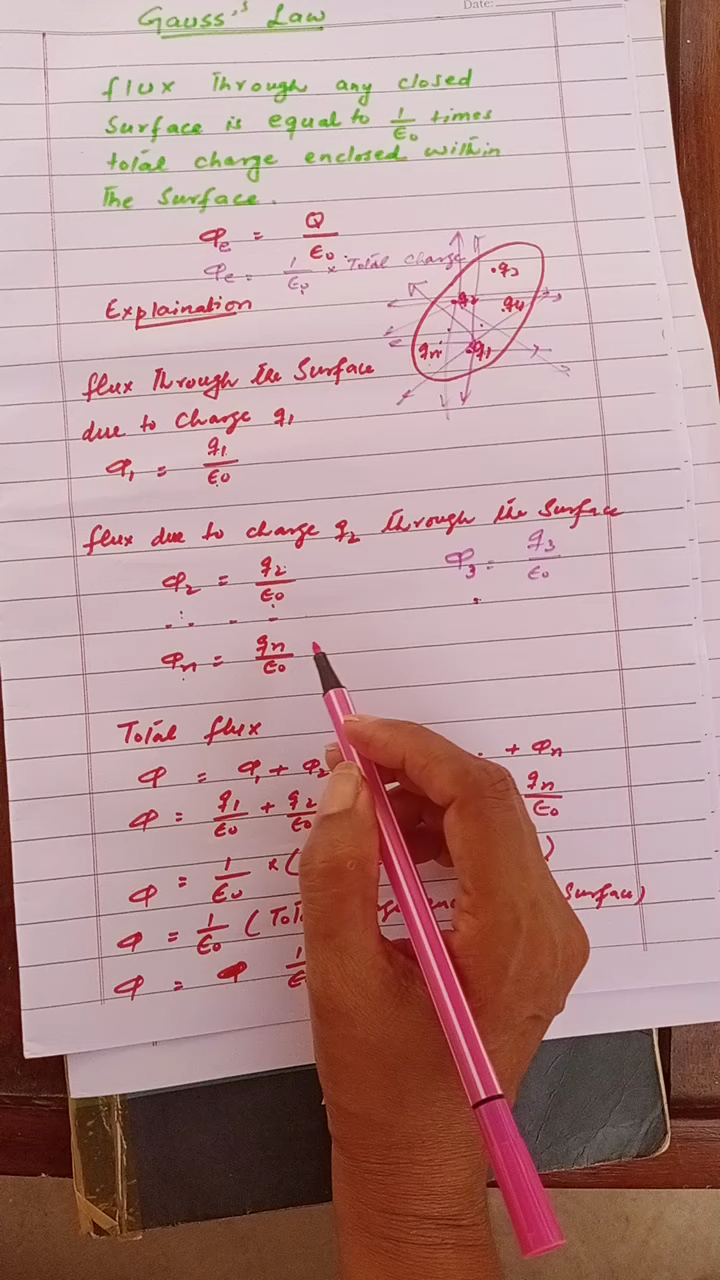 Date:
Gauss's Law
flux Through any closed
Surface is equal to 1/ε0 times
total charge enclosed within
The Surface.
Φe = Q/ε0
Φe = 1/ε0 × Total charge
Explaination
q3
q2
q4
qn
q1
flux Through the Surface
due to charge q1
Φ1 = q1/ε0
flux due to charge q2 through the Surface
Φ2 = q2/ε0
Φ3 = q3/ε0
Φn = qn/ε0
Total flux
Φ = Φ1 + Φ2 . + Φn
Φ = q1/ε0 + q2/ε0 qn/ε0
Φ = 1/ε0 × ( )
Φ = 1/ε0 ( Surface)
Φ =